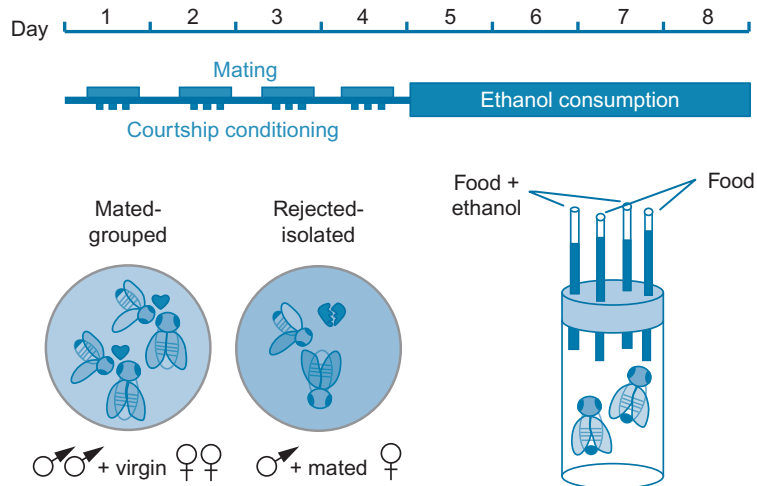 Day 1 2 3 4 5 6 7 8
Mating
Ethanol consumption
Courtship conditioning
Mated-
grouped
Rejected-
isolated
Food +
ethanol
Food
♂♂ + virgin ♀♀
♂ + mated ♀